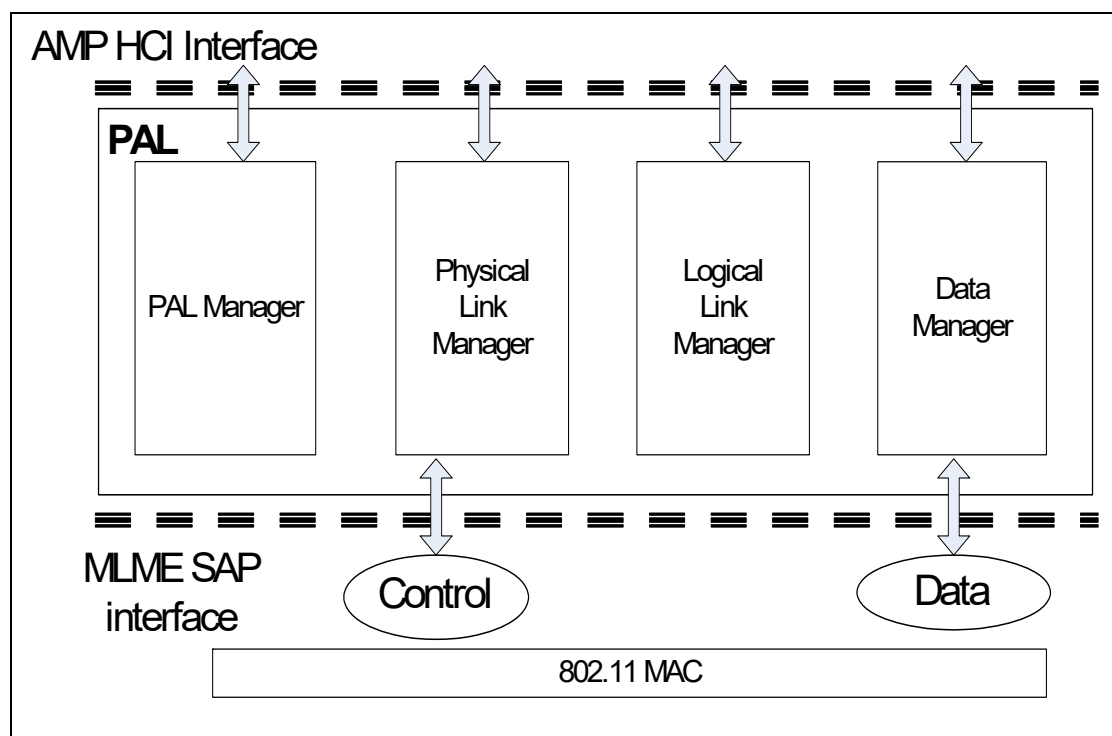 AMP HCI Interface
PAL
PAL Manager
Physical
Link
Manager
Logical
Link
Manager
Data
Manager
MLME SAP
interface
Control
Data
802.11 MAC